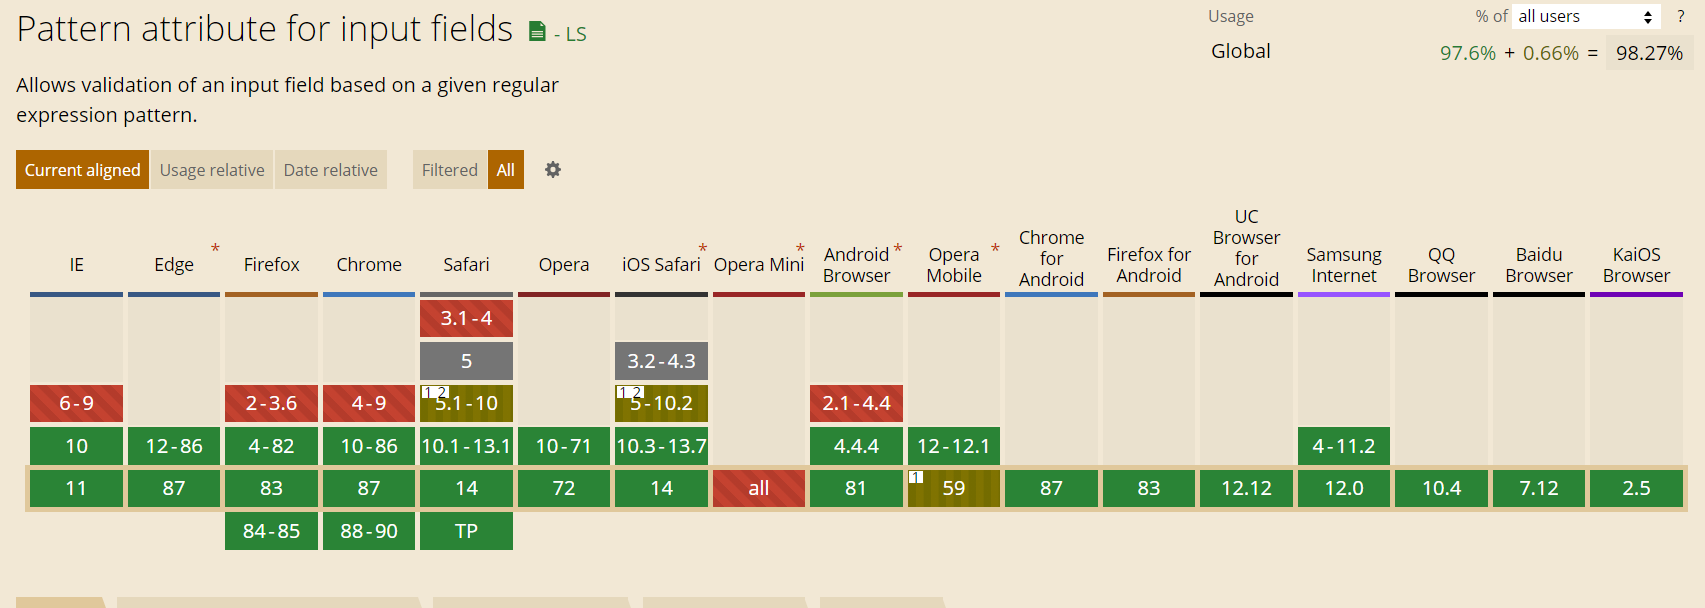 Pattern attribute for input fields - LS
Usage % of all users ?
Global 97.6% + 0.66% = 98.27%
Allows validation of an input field based on a given regular
expression pattern.
Current aligned Usage relative Date relative Filtered All
IE Edge * Firefox Chrome Safari Opera iOS Safari * Opera Mini * Android Browser * Opera Mobile * Chrome for Android Firefox for Android UC Browser for Android Samsung Internet QQ Browser Baidu Browser KaiOS Browser
3.1-4
5 3.2-4.3
6-9 2-3.6 4-9 1 2 5.1-10 1 2 5-10.2 2.1-4.4
10 12-86 4-82 10-86 10.1-13.1 10-71 10.3-13.7 4.4.4 12-12.1 4-11.2
11 87 83 87 14 72 14 all 81 1 59 87 83 12.12 12.0 10.4 7.12 2.5
84-85 88-90 TP